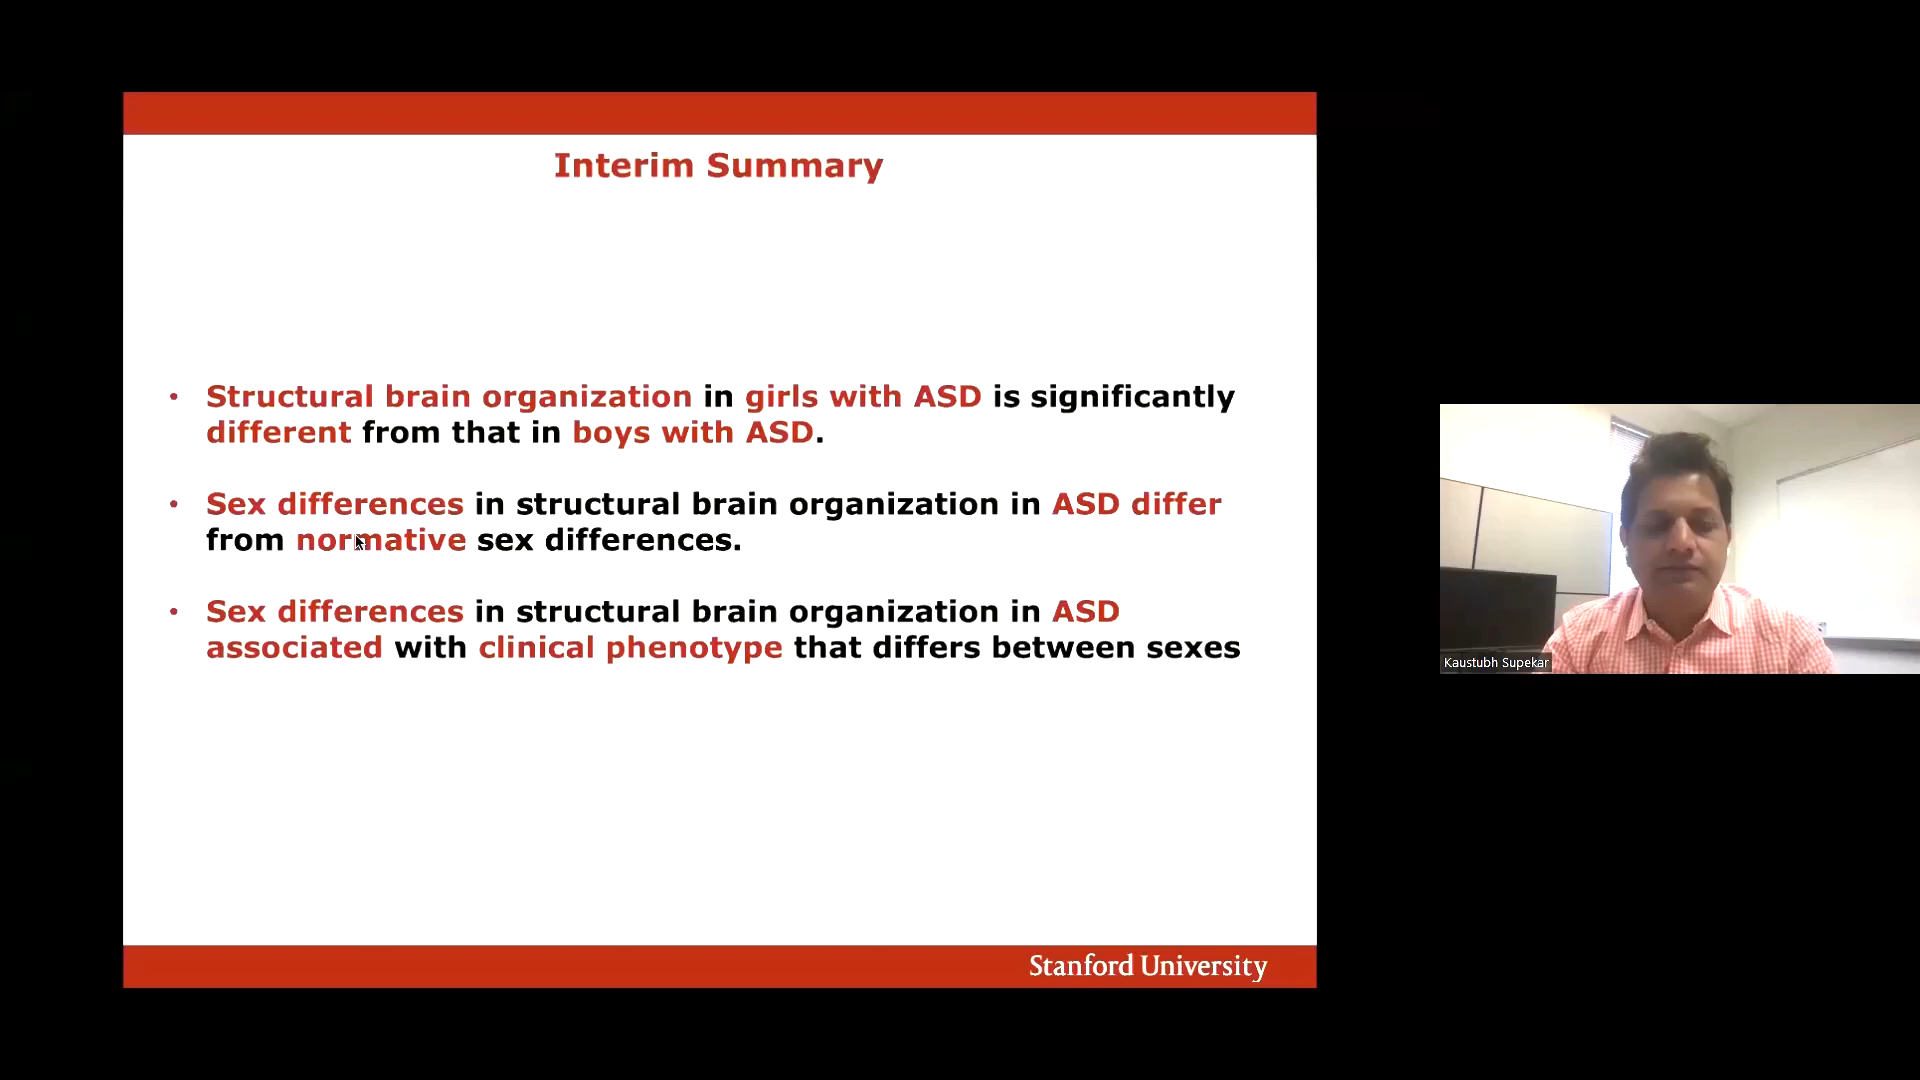 Interim Summary
• Structural brain organization in girls with ASD is significantly
different from that in boys with ASD.
• Sex differences in structural brain organization in ASD differ
from normative sex differences.
• Sex differences in structural brain organization in ASD
associated with clinical phenotype that differs between sexes
Stanford University
Kaustubh Supekar